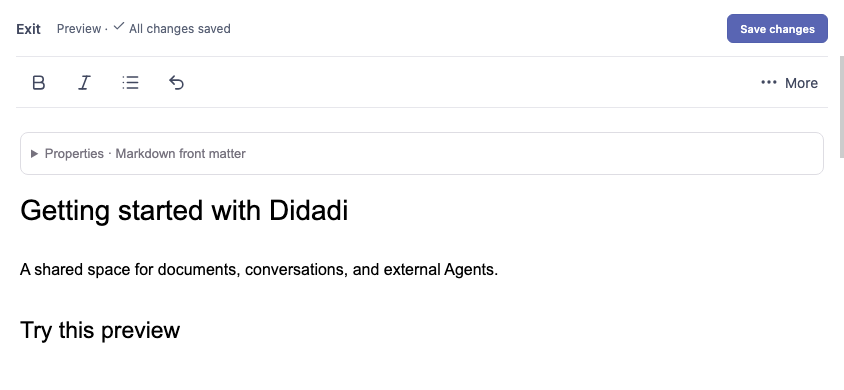 Exit Preview · ✓ All changes saved Save changes
B I ••• More
▶ Properties · Markdown front matter
Getting started with Didadi
A shared space for documents, conversations, and external Agents.
Try this preview